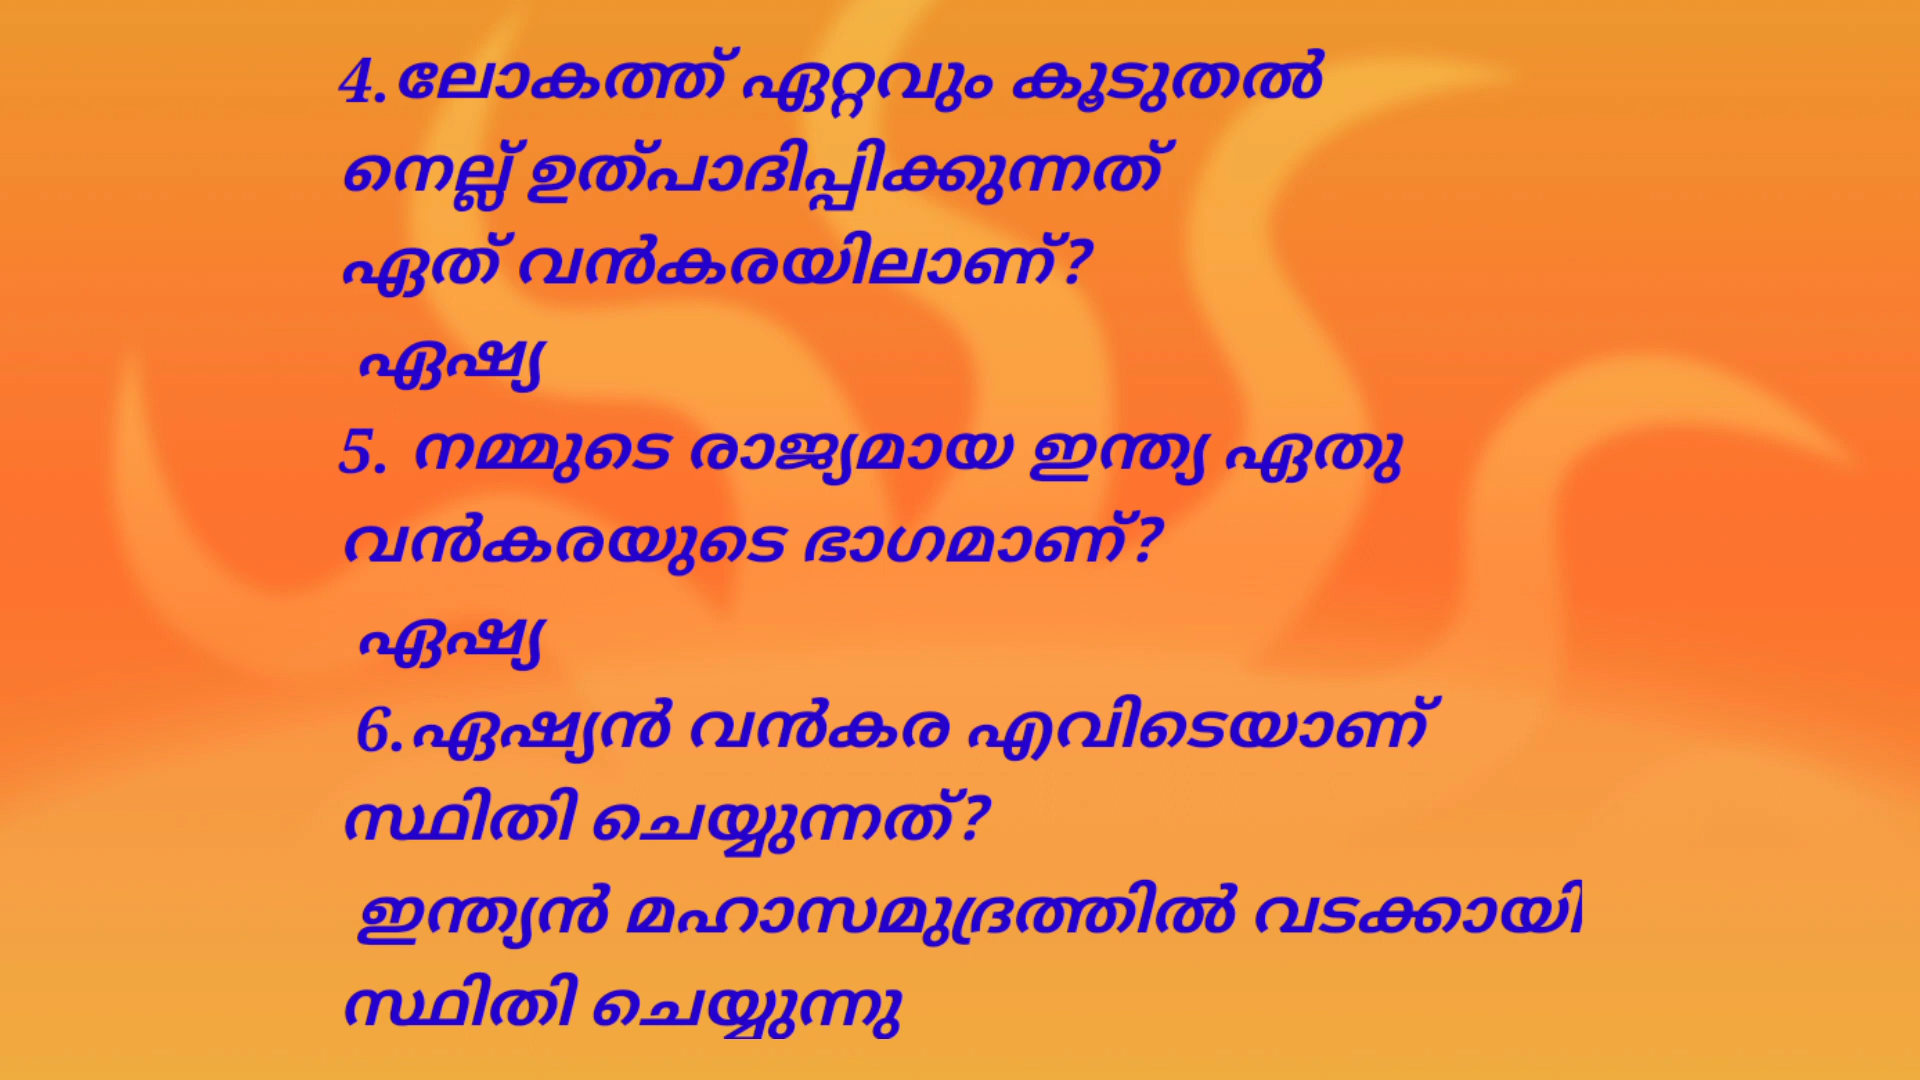 4.ലോകത്ത് ഏറ്റവും കൂടുതൽ
നെല്ല് ഉത്പാദിപ്പിക്കുന്നത്
ഏത് വൻകരയിലാണ്?
ഏഷ്യ
5. നമ്മുടെ രാജ്യമായ ഇന്ത്യ ഏതു
വൻകരയുടെ ഭാഗമാണ്?
ഏഷ്യ
6.ഏഷ്യൻ വൻകര എവിടെയാണ്
സ്ഥിതി ചെയ്യുന്നത്?
ഇന്ത്യൻ മഹാസമുദ്രത്തിൽ വടക്കായി
സ്ഥിതി ചെയ്യുന്നു